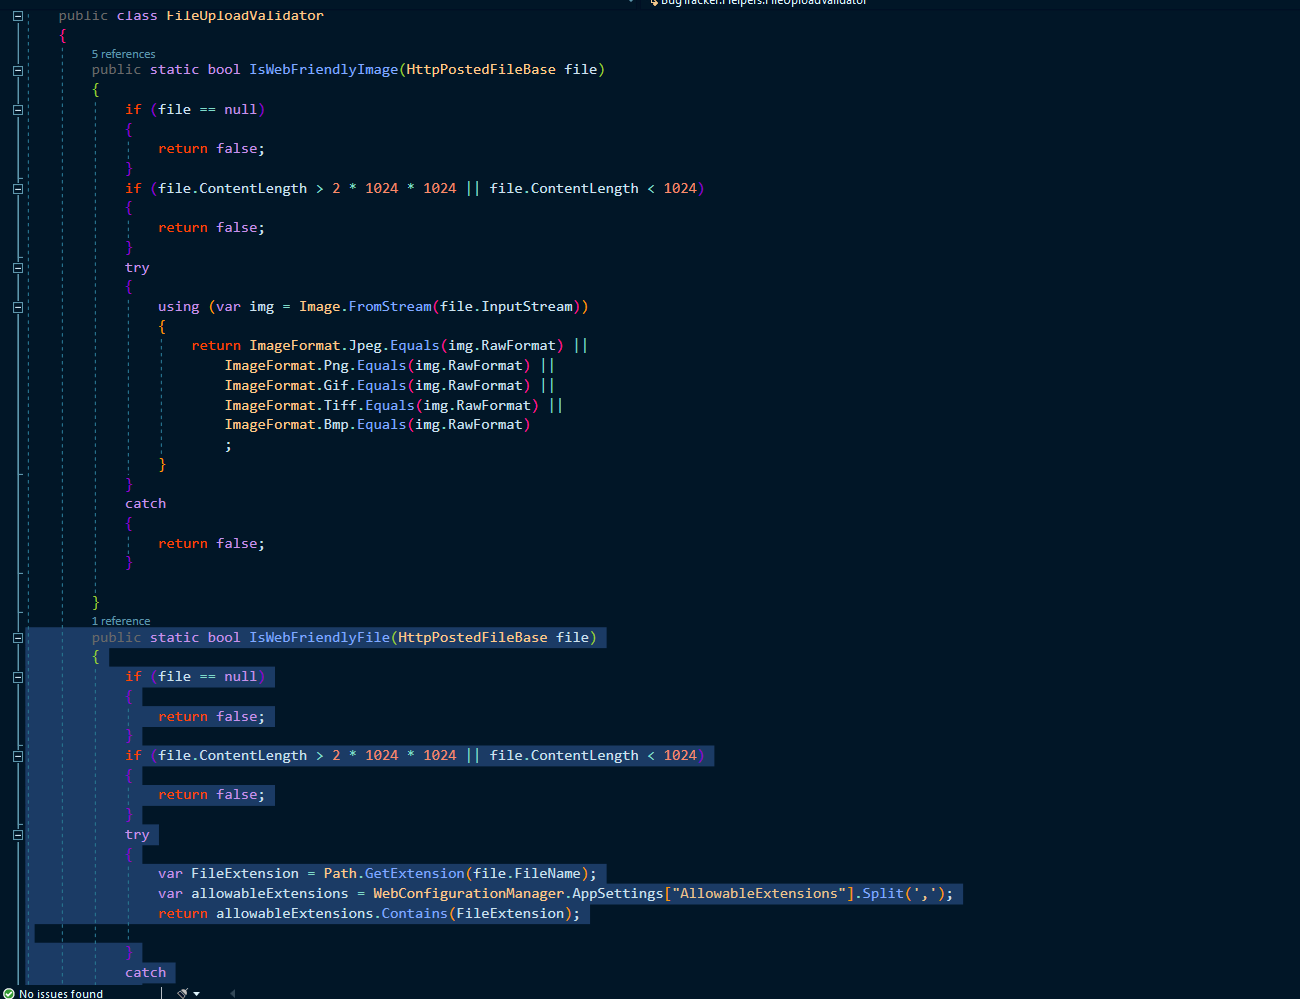 BugTracker.Helpers.FileUploadValidator
public class FileUploadValidator
{
5 references
public static bool IsWebFriendlyImage(HttpPostedFileBase file)
{
if (file == null)
{
return false;
}
if (file.ContentLength > 2 * 1024 * 1024 || file.ContentLength < 1024)
{
return false;
}
try
{
using (var img = Image.FromStream(file.InputStream))
{
return ImageFormat.Jpeg.Equals(img.RawFormat) ||
ImageFormat.Png.Equals(img.RawFormat) ||
ImageFormat.Gif.Equals(img.RawFormat) ||
ImageFormat.Tiff.Equals(img.RawFormat) ||
ImageFormat.Bmp.Equals(img.RawFormat)
;
}
}
catch
{
return false;
}
}
1 reference
public static bool IsWebFriendlyFile(HttpPostedFileBase file)
{
if (file == null)
{
return false;
}
if (file.ContentLength > 2 * 1024 * 1024 || file.ContentLength < 1024)
{
return false;
}
try
{
var FileExtension = Path.GetExtension(file.FileName);
var allowableExtensions = WebConfigurationManager.AppSettings["AllowableExtensions"].Split(',');
return allowableExtensions.Contains(FileExtension);
}
catch
No issues found